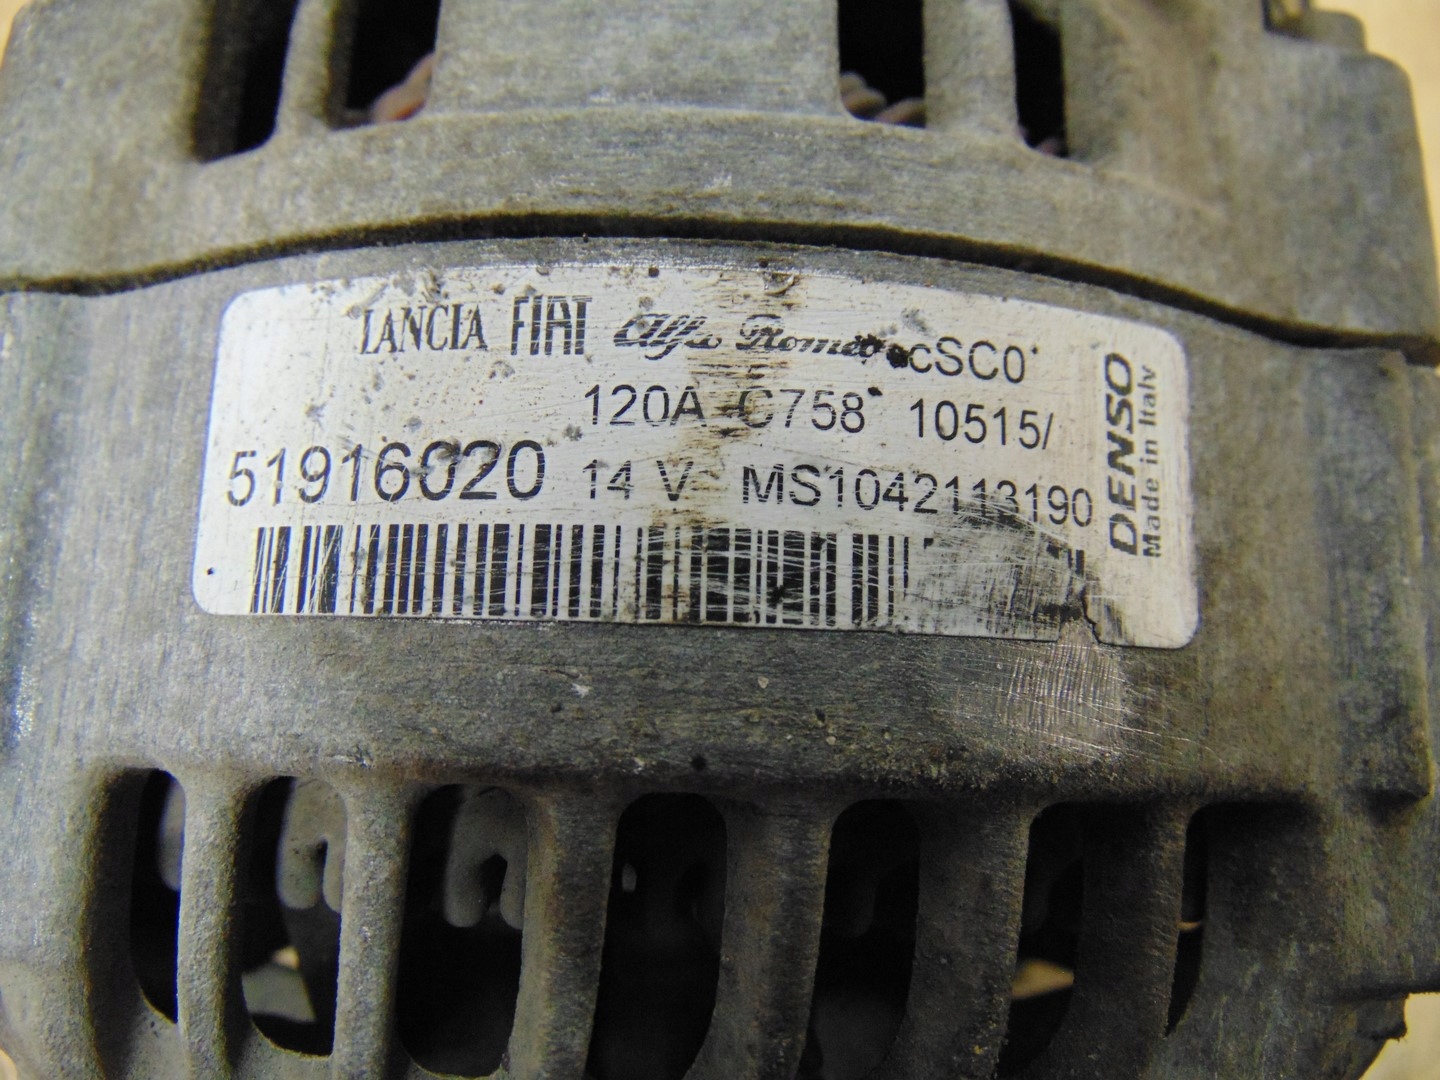 LANCIA FIAT Alfa Romeo cSC0
120A C758 10515/
51916020 14 V MS1042113190
DENSO
Made in Italy